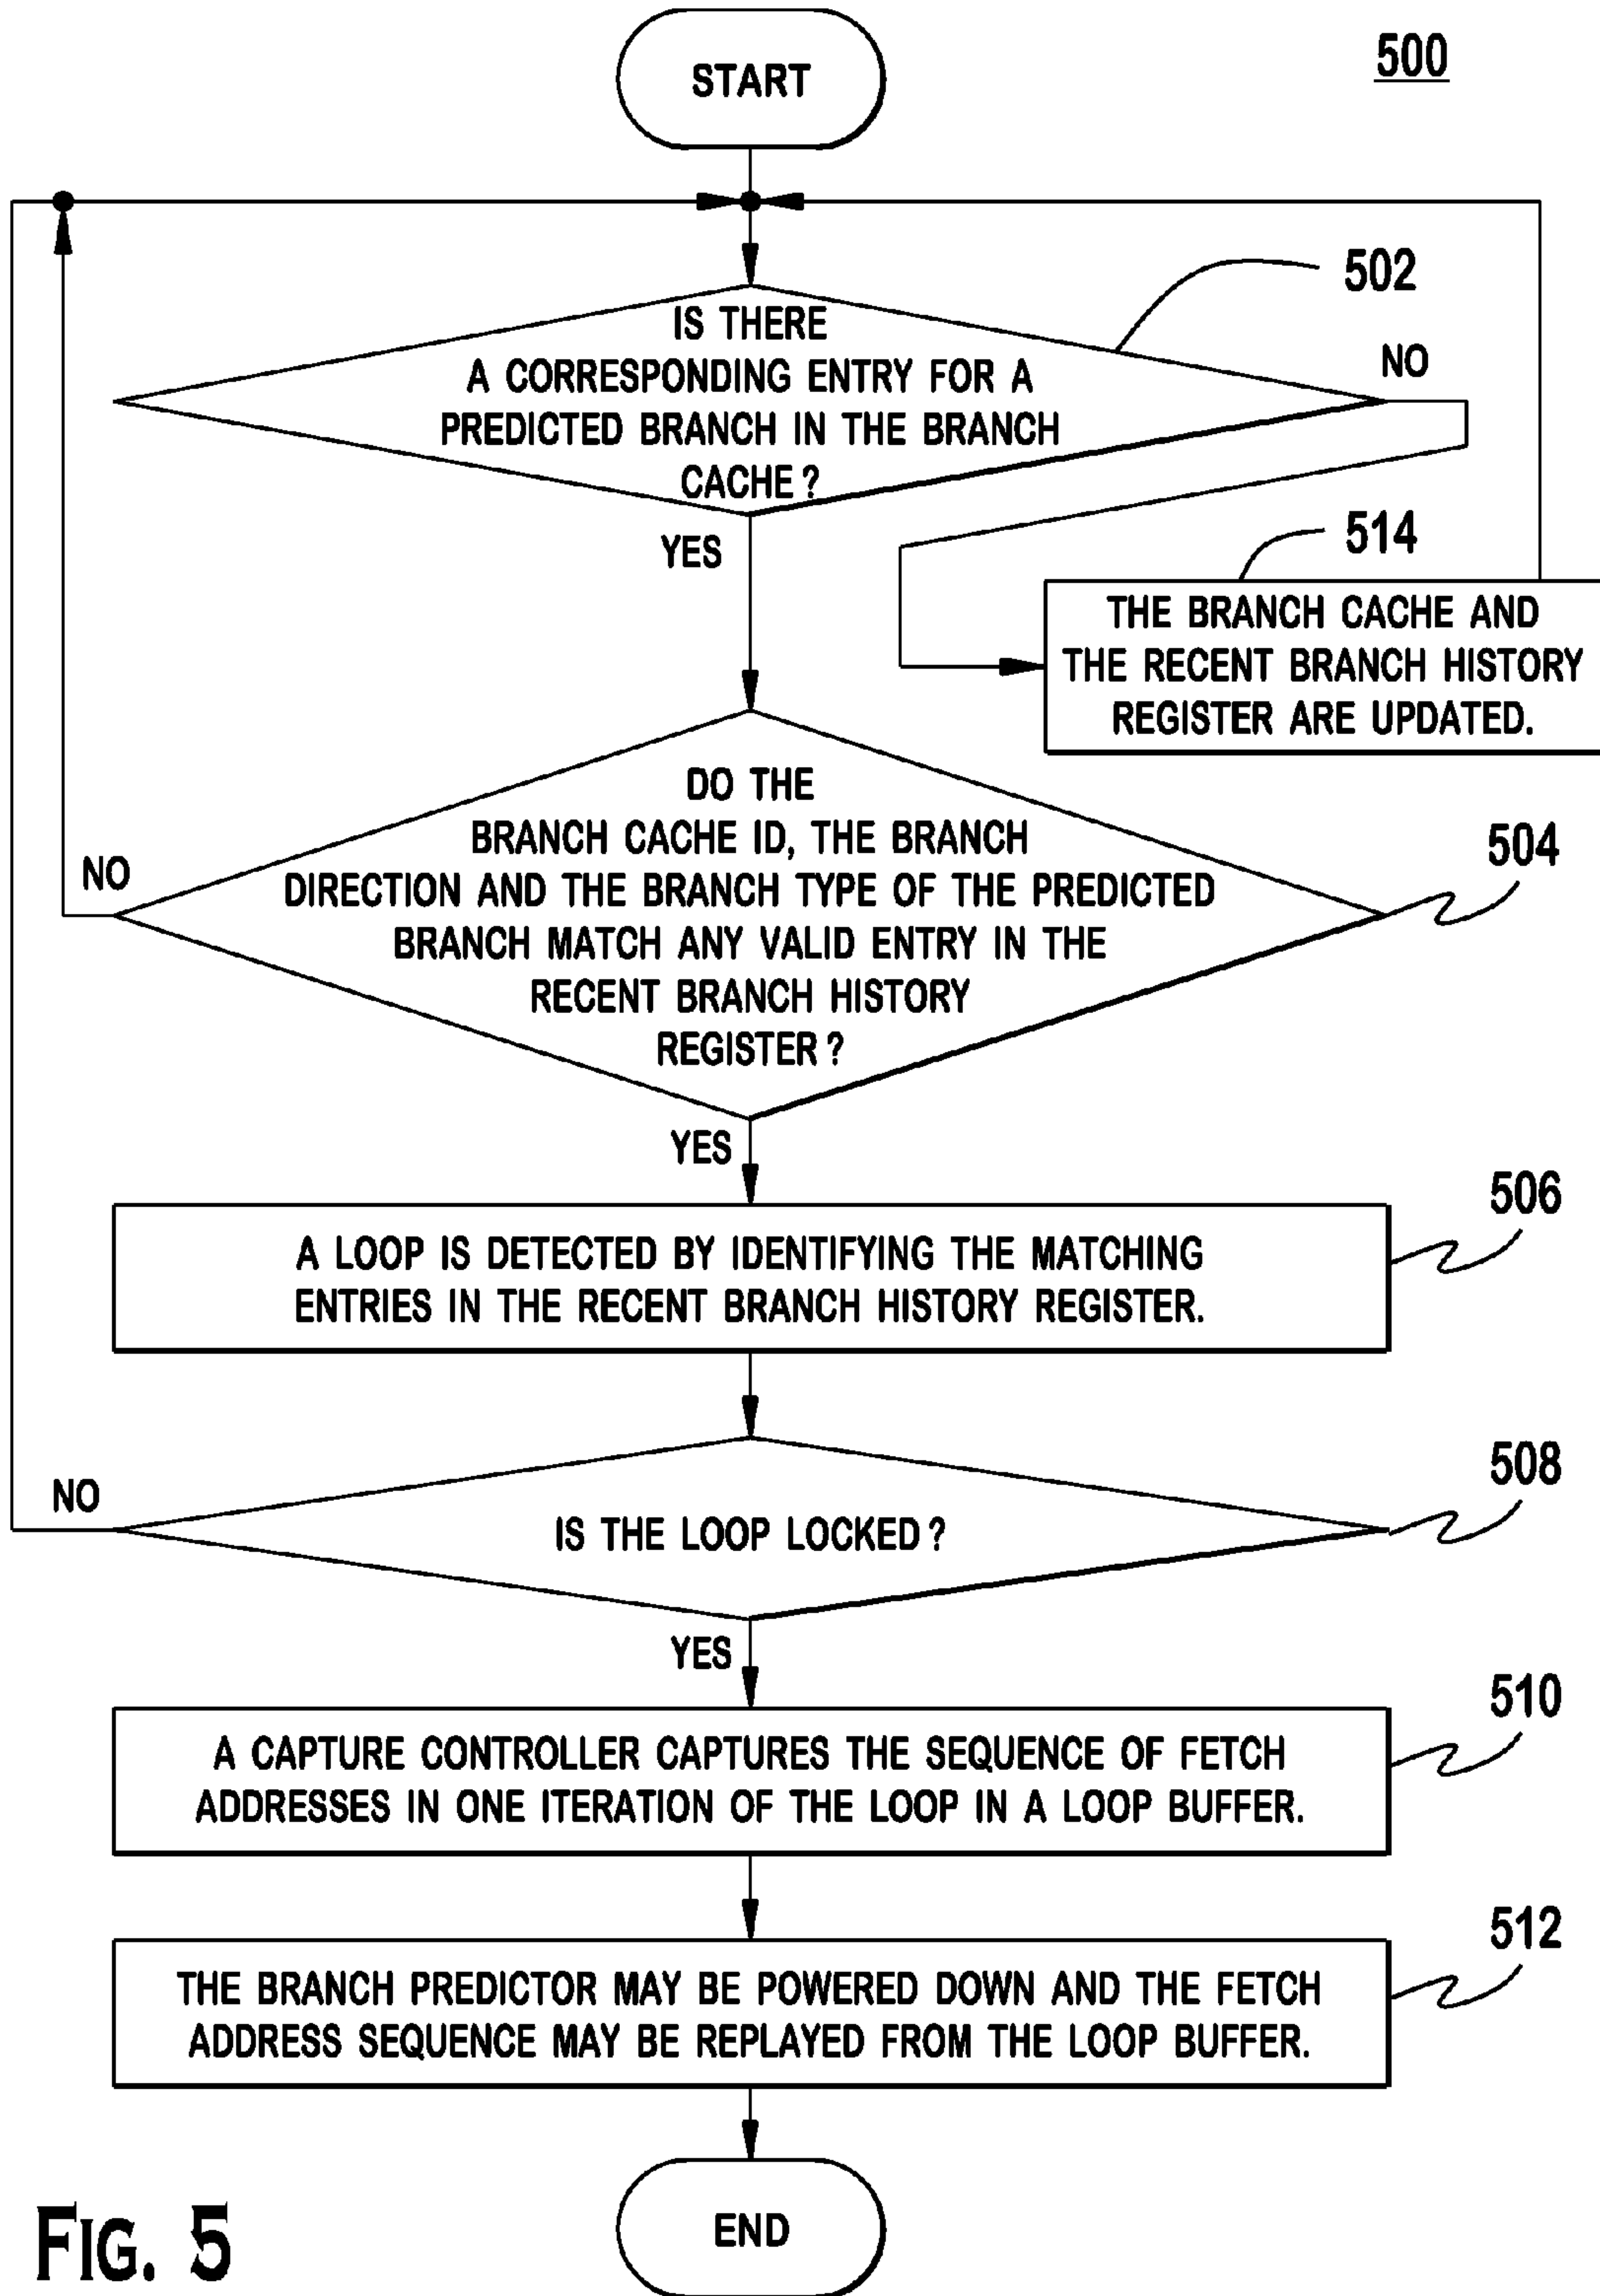 START
500
IS THERE
A CORRESPONDING ENTRY FOR A
PREDICTED BRANCH IN THE BRANCH
CACHE?
502
NO
YES
514
THE BRANCH CACHE AND
THE RECENT BRANCH HISTORY
REGISTER ARE UPDATED.
DO THE
BRANCH CACHE ID, THE BRANCH
DIRECTION AND THE BRANCH TYPE OF THE PREDICTED
BRANCH MATCH ANY VALID ENTRY IN THE
RECENT BRANCH HISTORY
REGISTER?
504
NO
YES
506
A LOOP IS DETECTED BY IDENTIFYING THE MATCHING
ENTRIES IN THE RECENT BRANCH HISTORY REGISTER.
508
NO
IS THE LOOP LOCKED?
YES
510
A CAPTURE CONTROLLER CAPTURES THE SEQUENCE OF FETCH
ADDRESSES IN ONE ITERATION OF THE LOOP IN A LOOP BUFFER.
512
THE BRANCH PREDICTOR MAY BE POWERED DOWN AND THE FETCH
ADDRESS SEQUENCE MAY BE REPLAYED FROM THE LOOP BUFFER.
END
FIG. 5